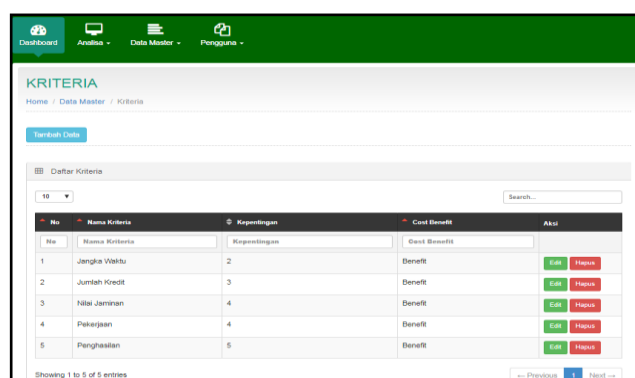 Dashboard Analisa Data Master Pengguna
KRITERIA
Home / Data Master / Kriteria
Tambah Data
Daftar Kriteria
10
Search...
No Nama Kriteria Kepentingan Cost Benefit Aksi
No Nama Kriteria Kepentingan Cost Benefit
1 Jangka Waktu 2 Benefit Edit Hapus
2 Jumlah Kredit 3 Benefit Edit Hapus
3 Nilai Jaminan 4 Benefit Edit Hapus
4 Pekerjaan 4 Benefit Edit Hapus
5 Penghasilan 5 Benefit Edit Hapus
Showing 1 to 5 of 5 entries ← Previous 1 Next →